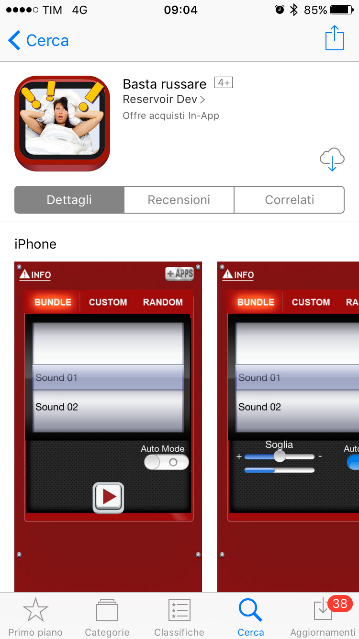 TIM 4G 09:04 85%
Cerca
Basta russare 4+
Reservoir Dev >
Offre acquisti In-App
Dettagli Recensioni Correlati
iPhone
INFO + APPS
BUNDLE CUSTOM RANDOM
Sound 01
Sound 02
Auto Mode
INFO
BUNDLE CUSTOM RA
Sound 01
Sound 02
Soglia Auto
+ -
Primo piano Categorie Classifiche Cerca Aggiornamenti
38